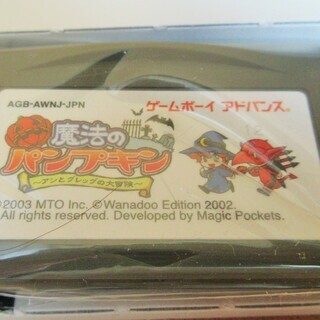 AGB-AWNJ-JPN
ゲームボーイ アドバンス®
魔法の
パンプキン
〜アンとグレッグの大冒険〜
©2003 MTO Inc. © Wanadoo Edition 2002.
All rights reserved. Developed by Magic Pockets.